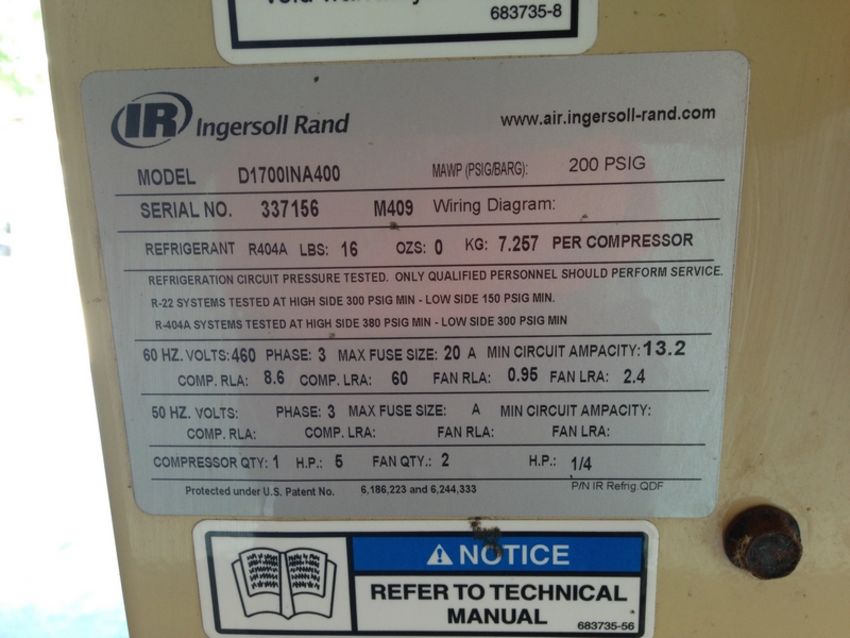 683735-8
IR Ingersoll Rand www.air.ingersoll-rand.com
MODEL D1700INA400 MAWP (PSIG/BARG): 200 PSIG
SERIAL NO. 337156 M409 Wiring Diagram:
REFRIGERANT R404A LBS: 16 OZS: 0 KG: 7.257 PER COMPRESSOR
REFRIGERATION CIRCUIT PRESSURE TESTED. ONLY QUALIFIED PERSONNEL SHOULD PERFORM SERVICE.
R-22 SYSTEMS TESTED AT HIGH SIDE 300 PSIG MIN - LOW SIDE 150 PSIG MIN.
R-404A SYSTEMS TESTED AT HIGH SIDE 380 PSIG MIN - LOW SIDE 300 PSIG MIN
60 HZ. VOLTS: 460 PHASE: 3 MAX FUSE SIZE: 20 A MIN CIRCUIT AMPACITY: 13.2
COMP. RLA: 8.6 COMP. LRA: 60 FAN RLA: 0.95 FAN LRA: 2.4
50 HZ. VOLTS: PHASE: 3 MAX FUSE SIZE: A MIN CIRCUIT AMPACITY:
COMP. RLA: COMP. LRA: FAN RLA: FAN LRA:
COMPRESSOR QTY: 1 H.P.: 5 FAN QTY.: 2 H.P.: 1/4
Protected under U.S. Patent No. 6,186,223 and 6,244,333 P/N IR Refrig.QDF
NOTICE
REFER TO TECHNICAL
MANUAL 683735-56